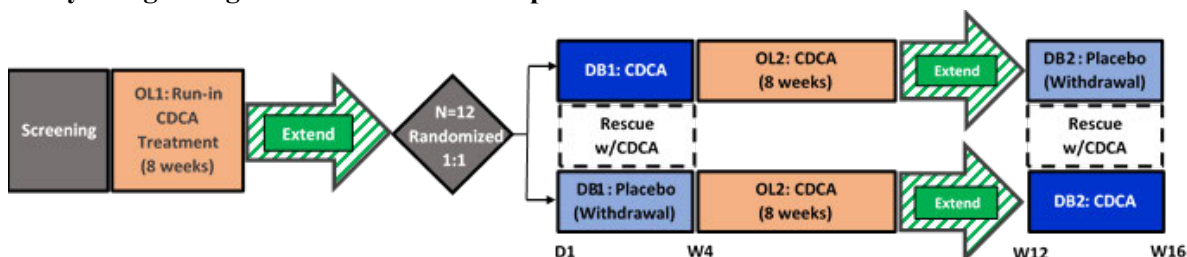 Screening
OL1: Run-in
CDCA
Treatment
(8 weeks)
Extend
N=12
Randomized
1:1
DB1: CDCA
OL2: CDCA
(8 weeks)
Extend
DB2: Placebo
(Withdrawal)
Rescue
w/CDCA
Rescue
w/CDCA
DB1: Placebo
(Withdrawal)
OL2: CDCA
(8 weeks)
Extend
DB2: CDCA
D1
W4
W12
W16